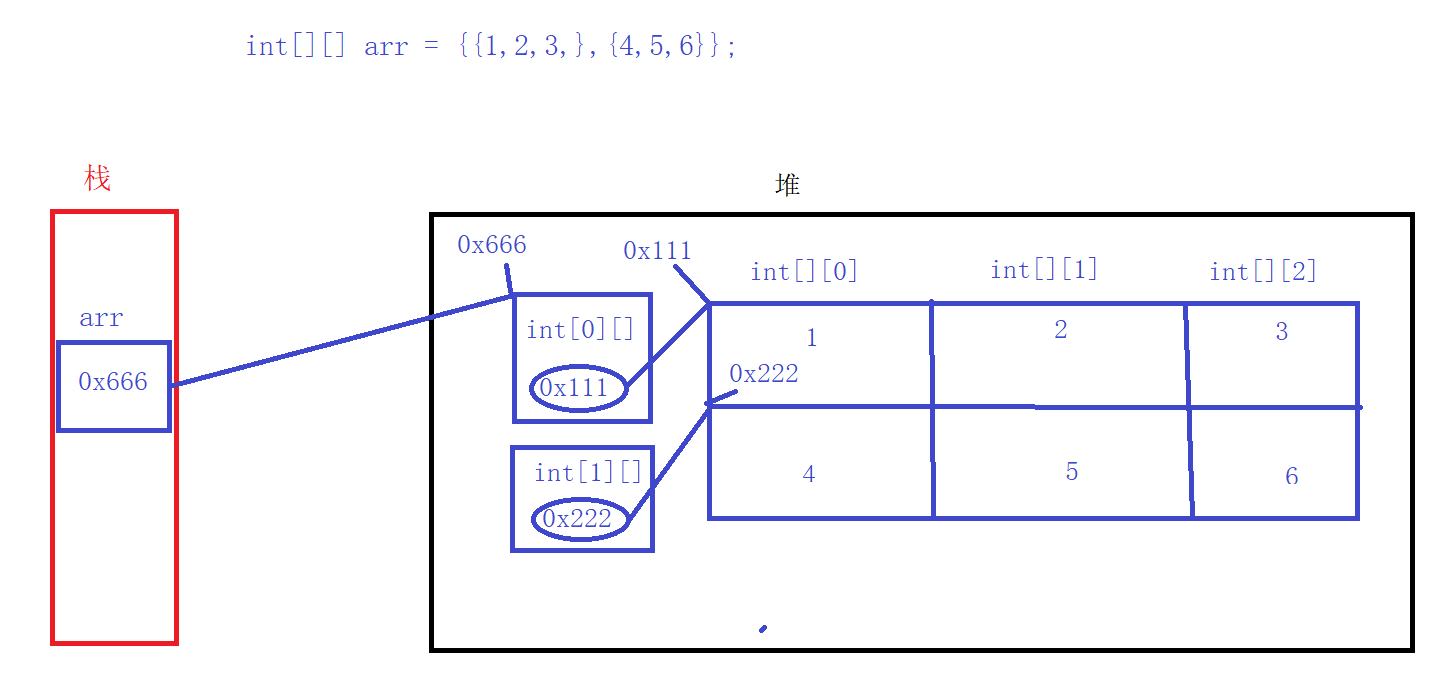 int[][] arr = {{1,2,3,},{4,5,6}};
栈
堆
0x666
0x111
int[][0]
int[][1]
int[][2]
arr
int[0][]
1
2
3
0x666
0x111
0x222
int[1][]
4
5
6
0x222